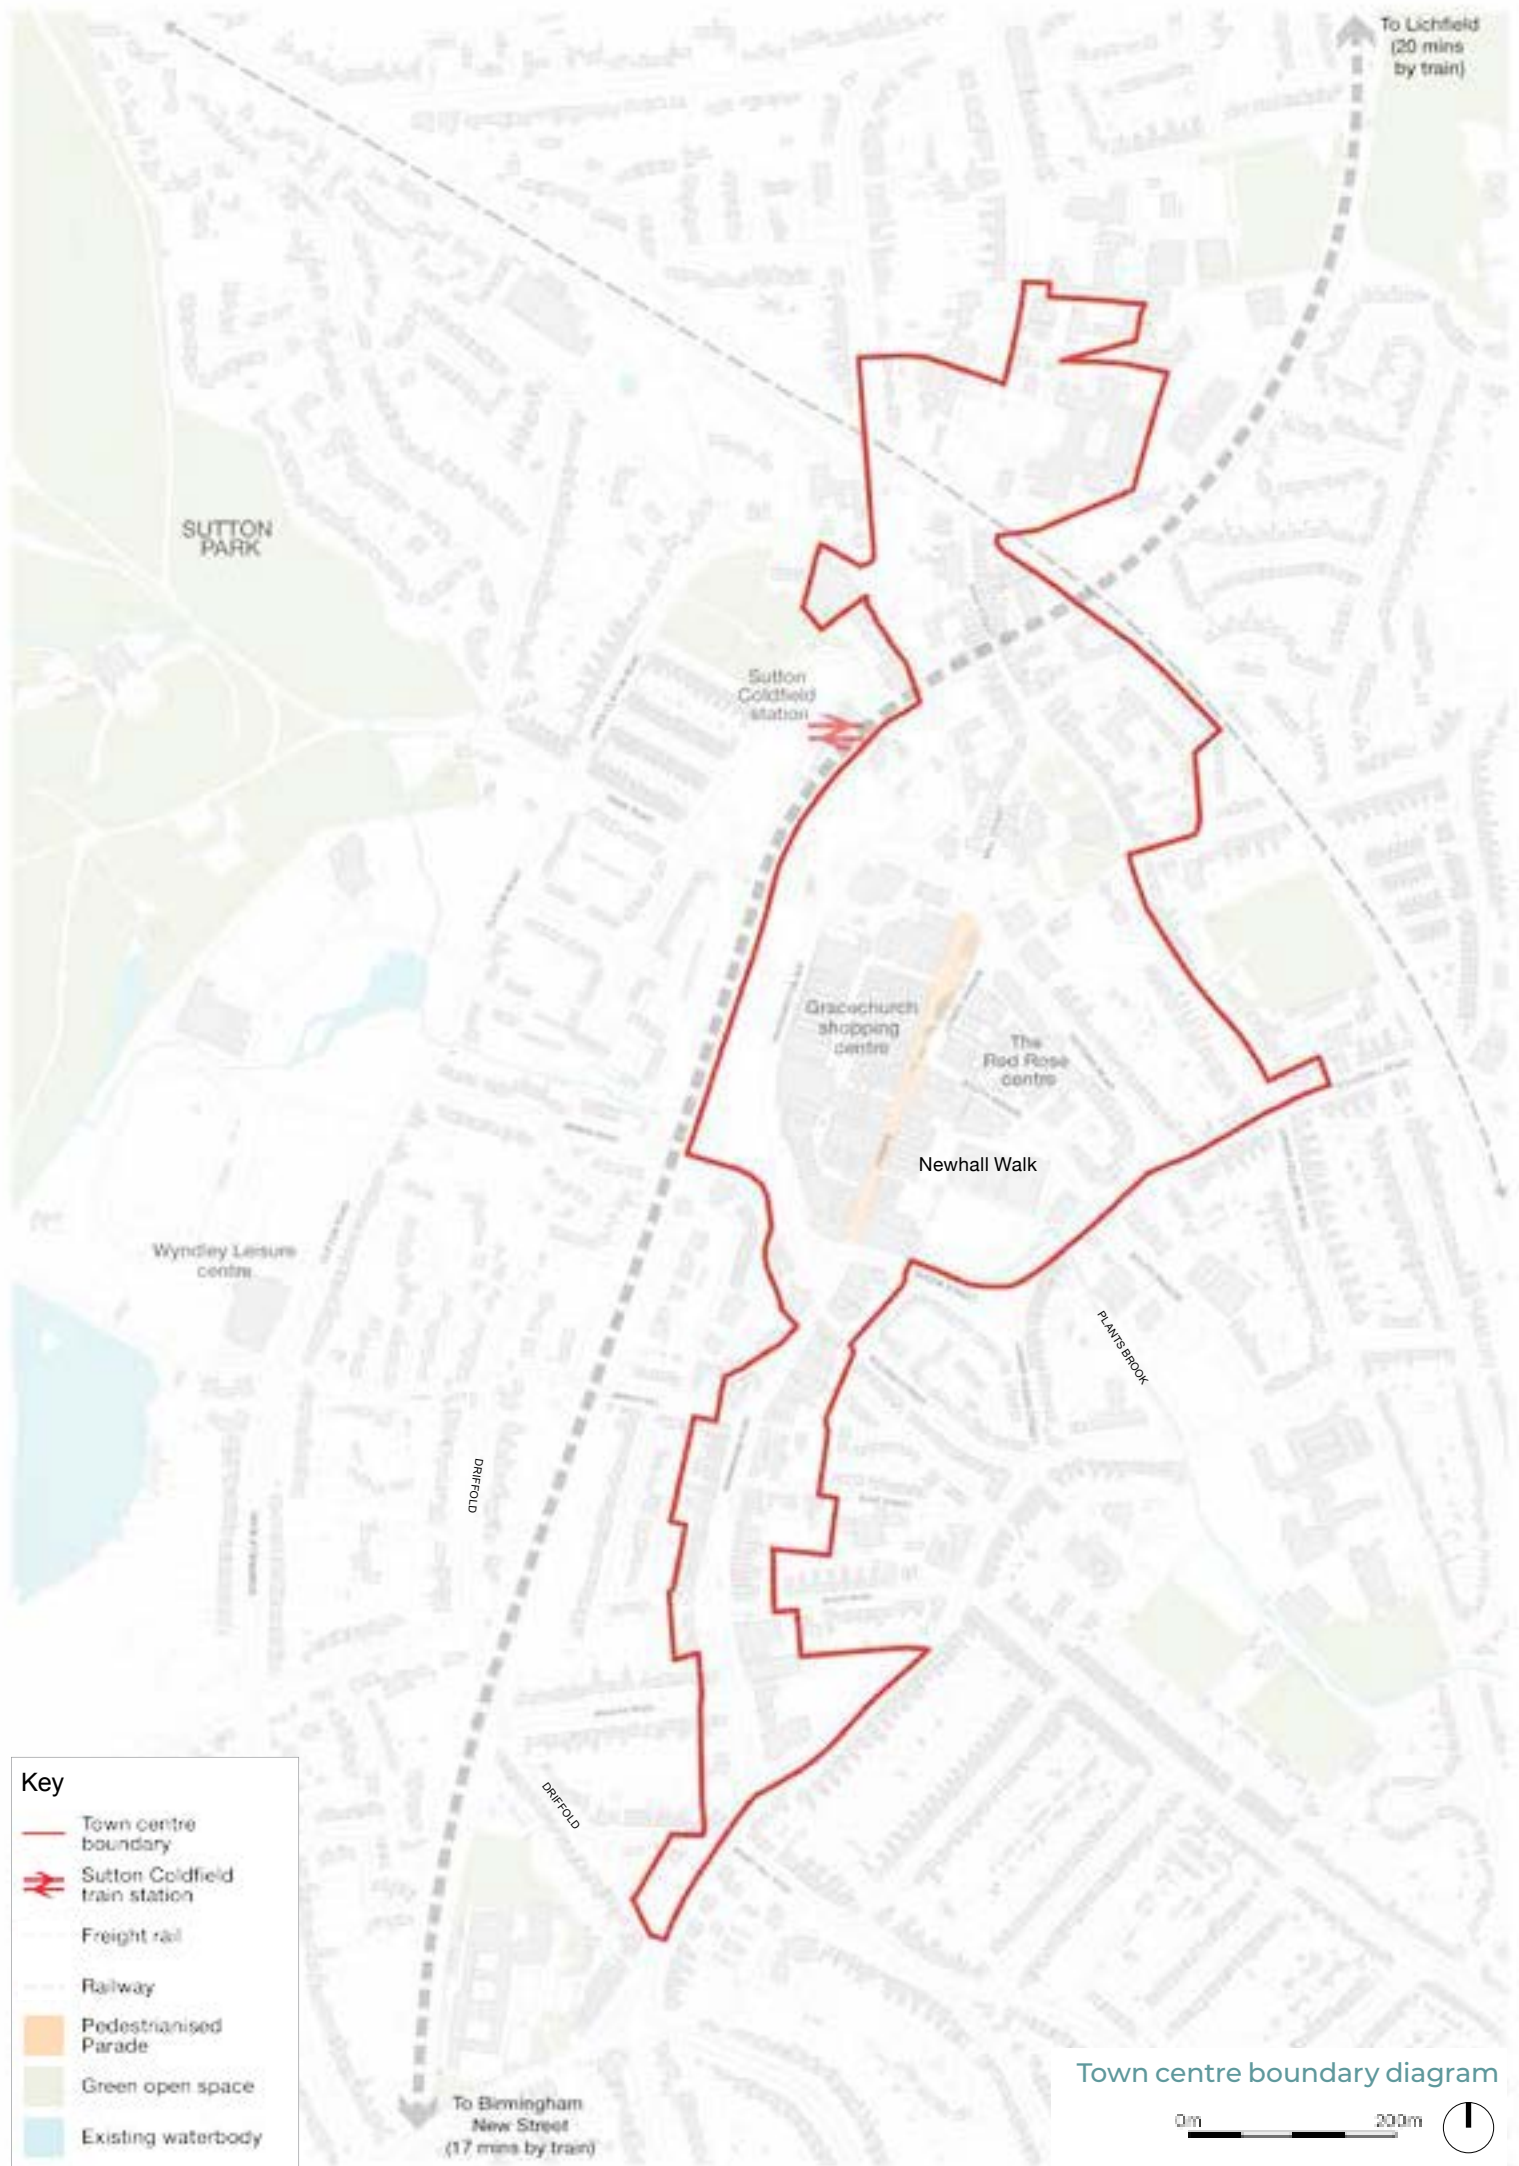 To Lichfield
(20 mins
by train)
SUTTON
PARK
Sutton
Coldfield
station
Gracechurch
shopping
centre
The
Red Rose
centre
Newhall Walk
Wyndley Leisure
centre
PLANTS BROOK
DRIFFOLD
DRIFFOLD
Key
Town centre
boundary
Sutton Coldfield
train station
Freight rail
Railway
Pedestrianised
Parade
Green open space
Existing waterbody
To Birmingham
New Street
(17 mins by train)
Town centre boundary diagram
0m 200m